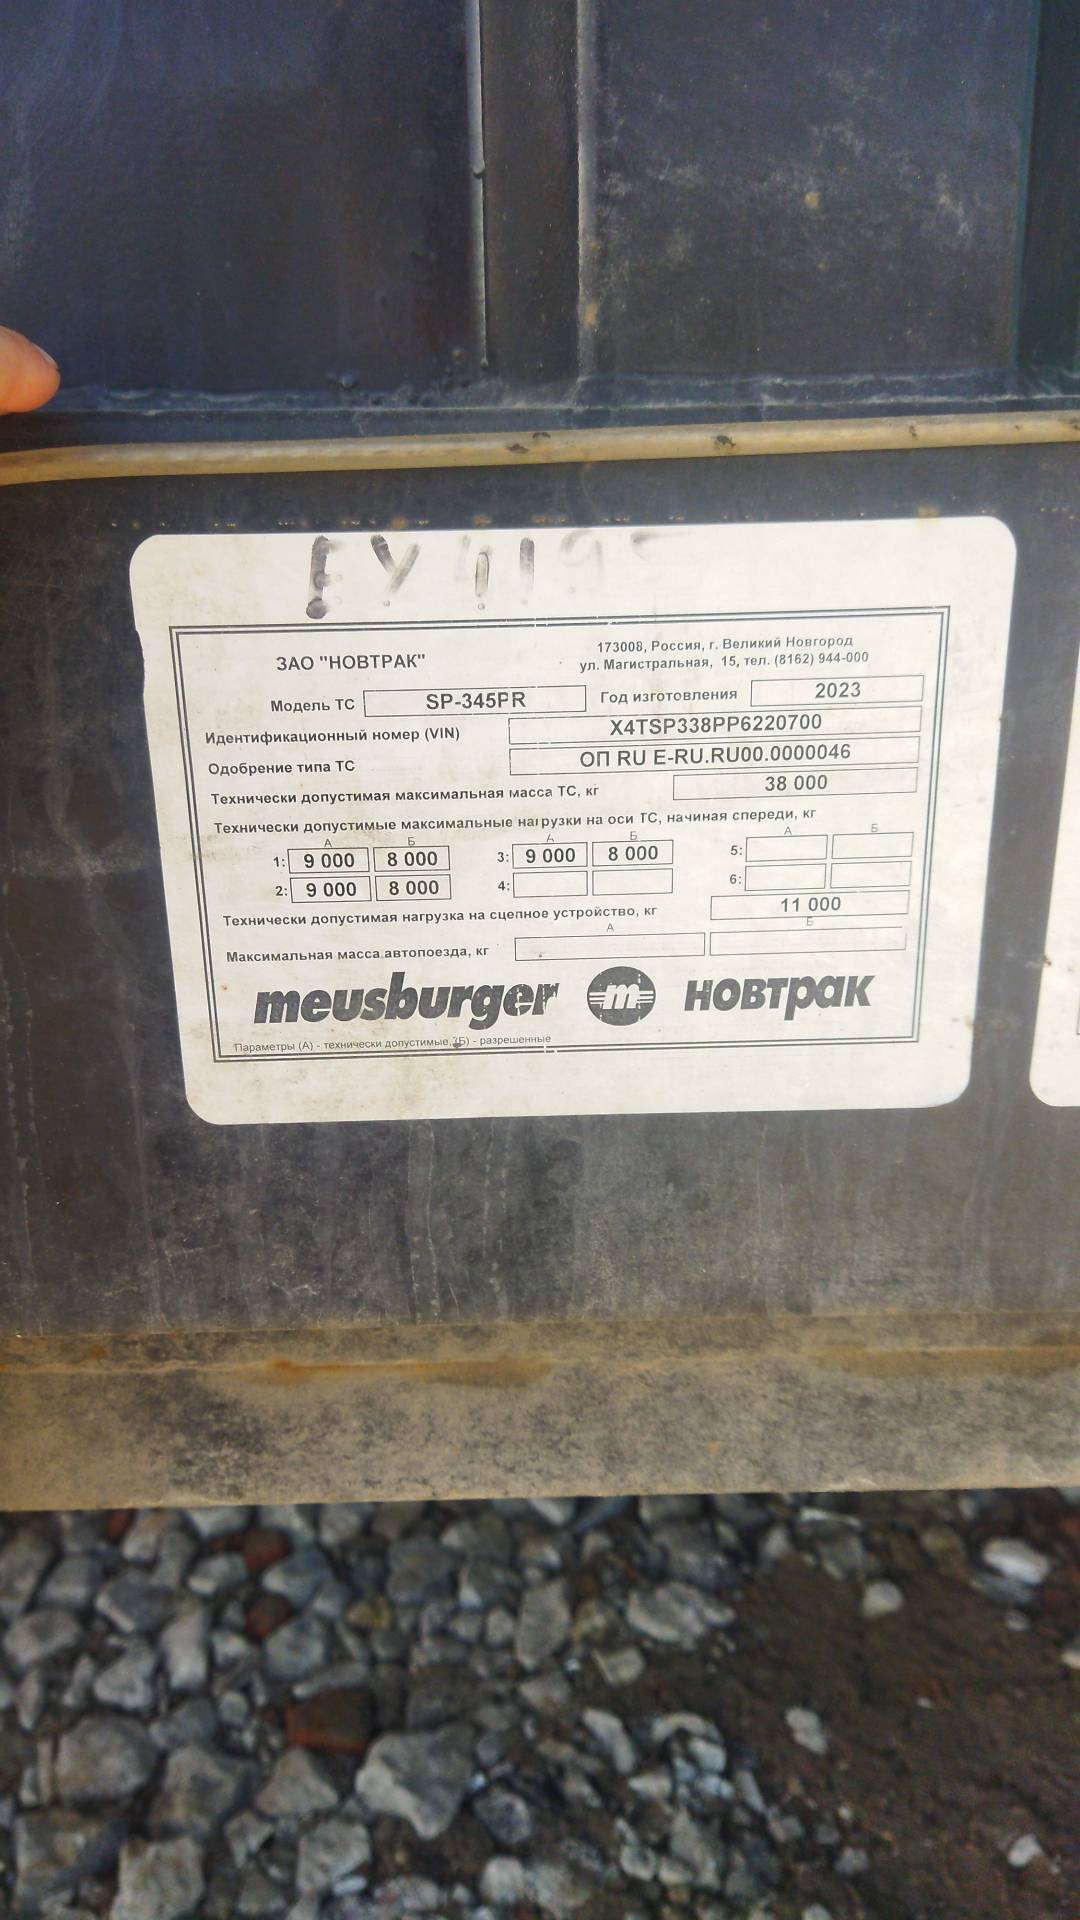 ЕУ 419
ЗАО "НОВТРАК"
173008, Россия, г. Великий Новгород
ул. Магистральная, 15, тел. (8162) 944-000
Модель ТС SP-345PR Год изготовления 2023
Идентификационный номер (VIN) X4TSP338PP6220700
Одобрение типа ТС ОП RU E-RU.RU00.0000046
Технически допустимая максимальная масса ТС, кг 38 000
Технически допустимые максимальные нагрузки на оси ТС, начиная спереди, кг
А Б А Б А Б
1: 9 000 8 000 3: 9 000 8 000 5:
2: 9 000 8 000 4: 6:
Технически допустимая нагрузка на сцепное устройство, кг 11 000
А Б
Максимальная масса автопоезда, кг
meusburger m новтрак
Параметры (А) - технически допустимые, (Б) - разрешенные